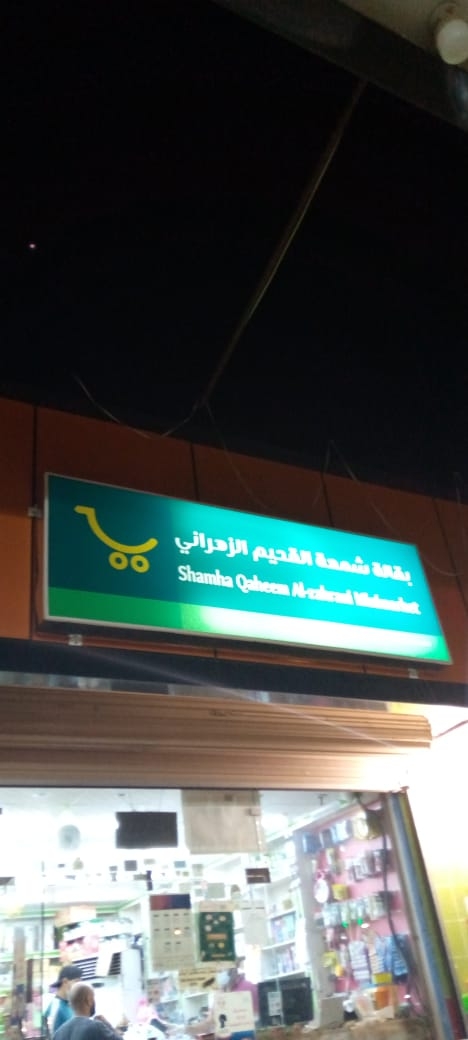 بقالة شمعة القديم الزهراني
Shamha Qaheem Al-zahrani Minimarket